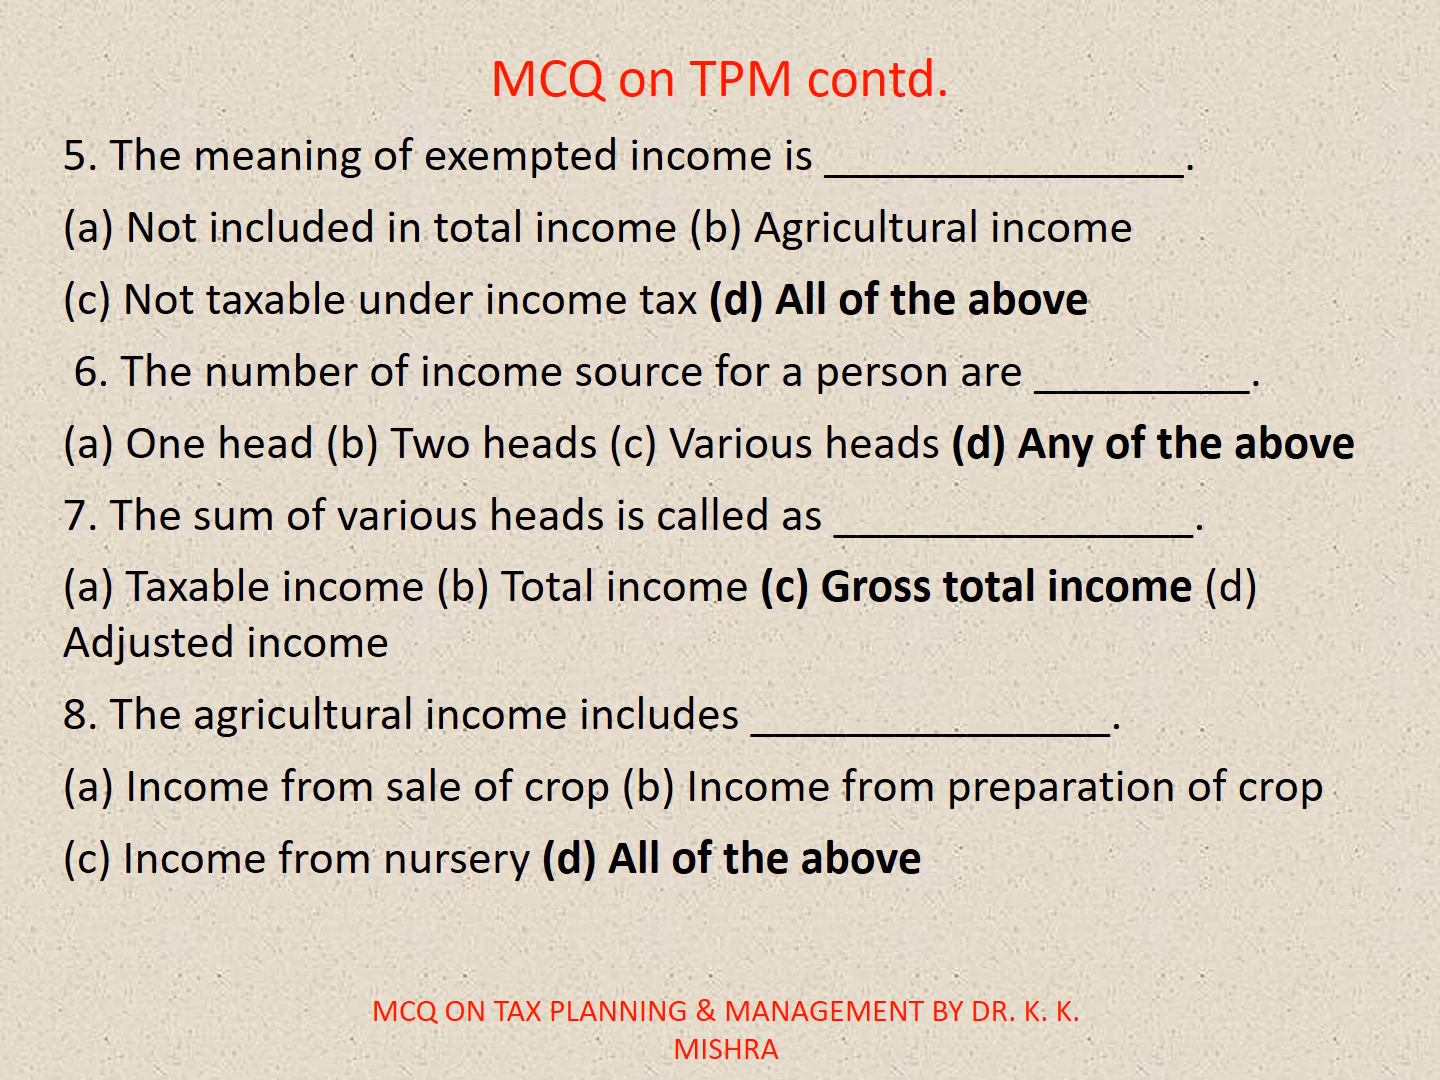 MCQ on TPM contd.
5. The meaning of exempted income is _______________.
(a) Not included in total income (b) Agricultural income
(c) Not taxable under income tax (d) All of the above
6. The number of income source for a person are _________.
(a) One head (b) Two heads (c) Various heads (d) Any of the above
7. The sum of various heads is called as _______________.
(a) Taxable income (b) Total income (c) Gross total income (d)
Adjusted income
8. The agricultural income includes _______________.
(a) Income from sale of crop (b) Income from preparation of crop
(c) Income from nursery (d) All of the above
MCQ ON TAX PLANNING & MANAGEMENT BY DR. K. K.
MISHRA